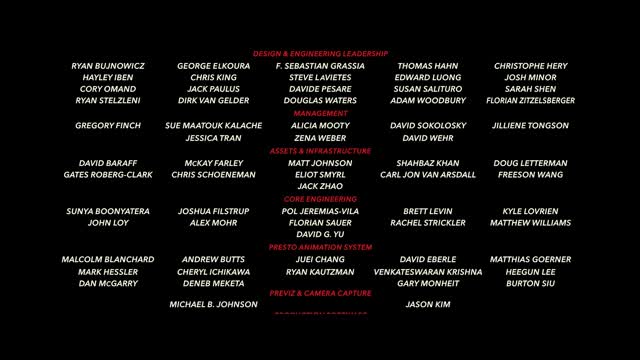 DESIGN & ENGINEERING LEADERSHIP
RYAN BUJNOWICZ GEORGE ELKOURA F. SEBASTIAN GRASSIA THOMAS HAHN CHRISTOPHE HERY
HAYLEY IBEN CHRIS KING STEVE LAVIETES EDWARD LUONG JOSH MINOR
CORY OMAND JACK PAULUS DAVIDE PESARE SUSAN SALITURO SARAH SHEN
RYAN STELZLENI DIRK VAN GELDER DOUGLAS WATERS ADAM WOODBURY FLORIAN ZITZELSBERGER
MANAGEMENT
GREGORY FINCH SUE MAATOUK KALACHE ALICIA MOOTY DAVID SOKOLOSKY JILLIENE TONGSON
JESSICA TRAN ZENA WEBER DAVID WEHR
ASSETS & INFRASTRUCTURE
DAVID BARAFF McKAY FARLEY MATT JOHNSON SHAHBAZ KHAN DOUG LETTERMAN
GATES ROBERG-CLARK CHRIS SCHOENEMAN ELIOT SMYRL CARL JON VAN ARSDALL FREESON WANG
JACK ZHAO
CORE ENGINEERING
SUNYA BOONYATERA JOSHUA FILSTRUP POL JEREMIAS-VILA BRETT LEVIN KYLE LOVRIEN
JOHN LOY ALEX MOHR FLORIAN SAUER RACHEL STRICKLER MATTHEW WILLIAMS
DAVID G. YU
PRESTO ANIMATION SYSTEM
MALCOLM BLANCHARD ANDREW BUTTS JUEI CHANG DAVID EBERLE MATTHIAS GOERNER
MARK HESSLER CHERYL ICHIKAWA RYAN KAUTZMAN VENKATESWARAN KRISHNA HEEGUN LEE
DAN McGARRY DENEB MEKETA GARY MONHEIT BURTON SIU
PREVIZ & CAMERA CAPTURE
MICHAEL B. JOHNSON JASON KIM